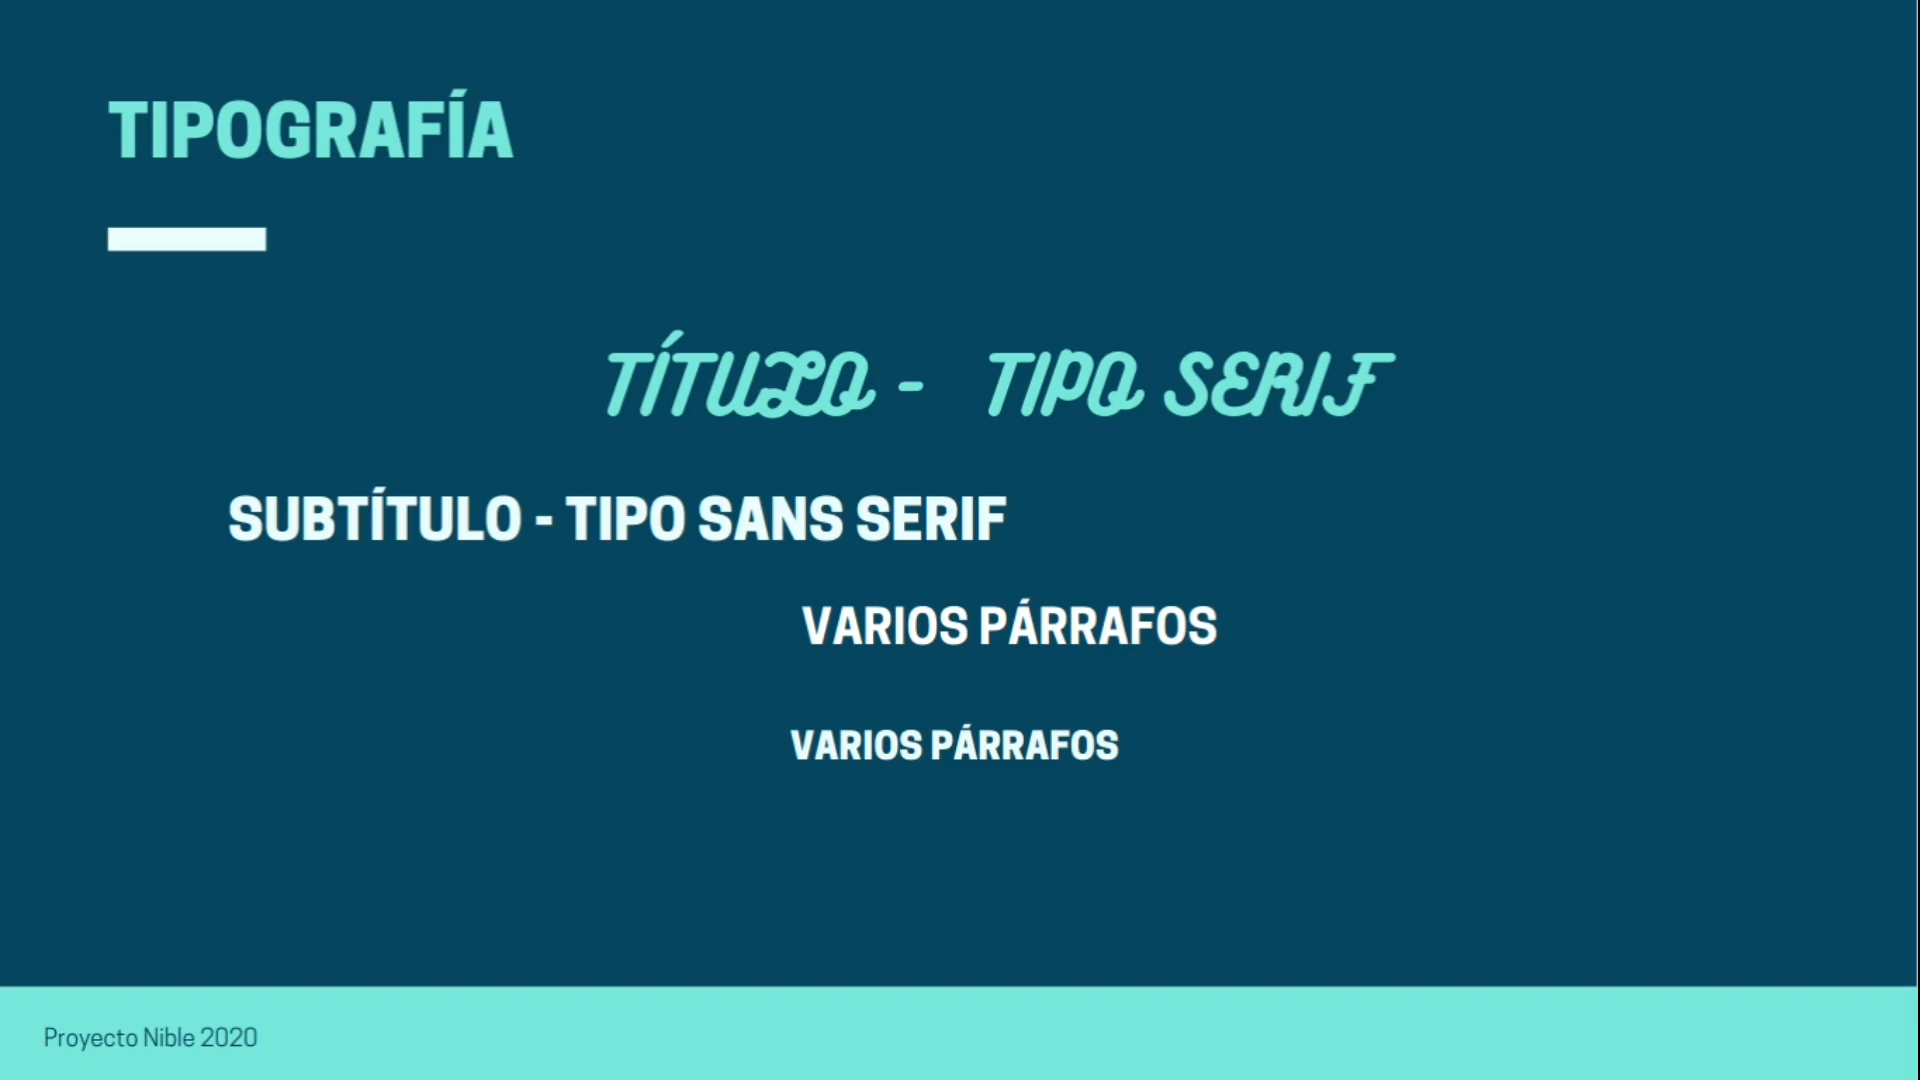 TIPOGRAFÍA
TÍTULO - TIPO SERIF
SUBTÍTULO - TIPO SANS SERIF
VARIOS PÁRRAFOS
VARIOS PÁRRAFOS
Proyecto Nible 2020